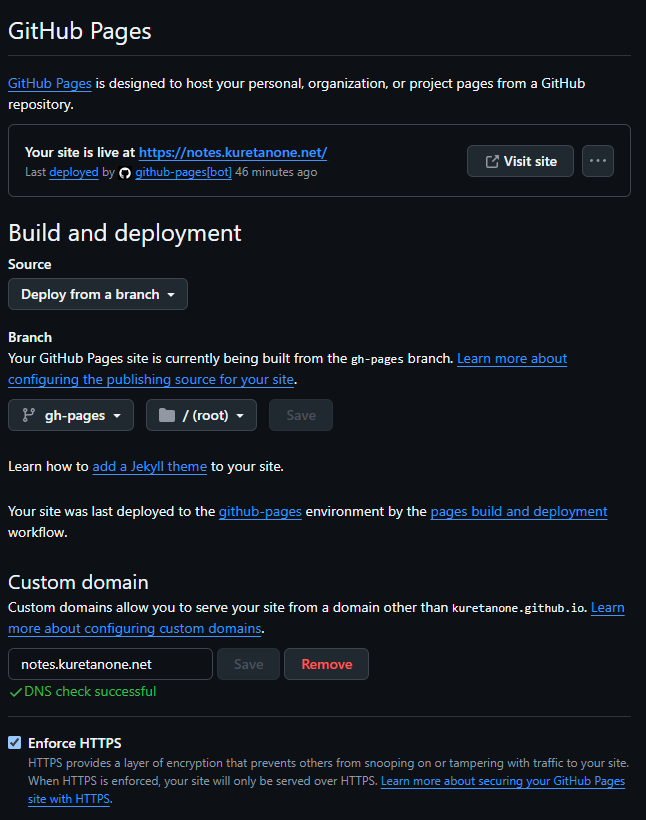 GitHub Pages
GitHub Pages is designed to host your personal, organization, or project pages from a GitHub
repository.
Your site is live at https://notes.kuretanone.net/
Last deployed by github-pages[bot] 46 minutes ago
Visit site
Build and deployment
Source
Deploy from a branch
Branch
Your GitHub Pages site is currently being built from the gh-pages branch. Learn more about
configuring the publishing source for your site.
gh-pages
/ (root)
Save
Learn how to add a Jekyll theme to your site.
Your site was last deployed to the github-pages environment by the pages build and deployment
workflow.
Custom domain
Custom domains allow you to serve your site from a domain other than kuretanone.github.io. Learn
more about configuring custom domains.
notes.kuretanone.net
Save
Remove
DNS check successful
Enforce HTTPS
HTTPS provides a layer of encryption that prevents others from snooping on or tampering with traffic to your site.
When HTTPS is enforced, your site will only be served over HTTPS. Learn more about securing your GitHub Pages
site with HTTPS.